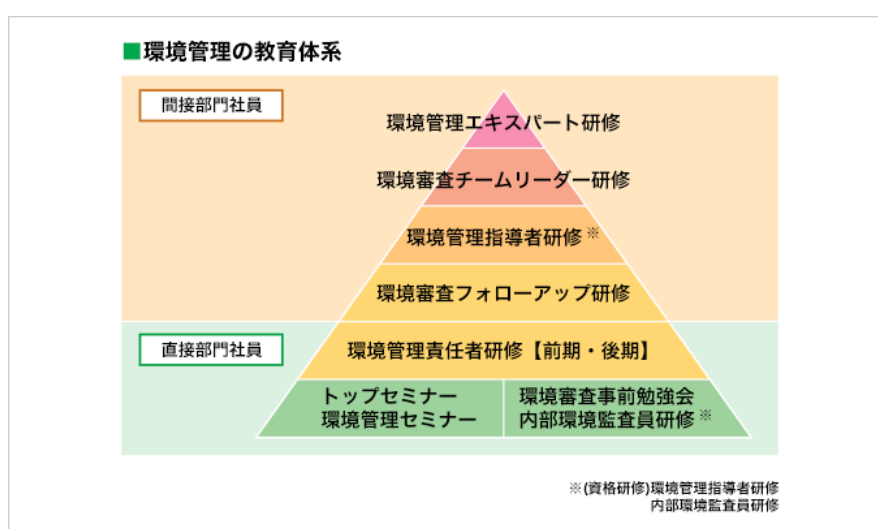 ■環境管理の教育体系
間接部門社員
環境管理エキスパート研修
環境審査チームリーダー研修
環境管理指導者研修※
環境審査フォローアップ研修
直接部門社員
環境管理責任者研修【前期・後期】
トップセミナー
環境管理セミナー
環境審査事前勉強会
内部環境監査員研修※
※(資格研修)環境管理指導者研修
内部環境監査員研修